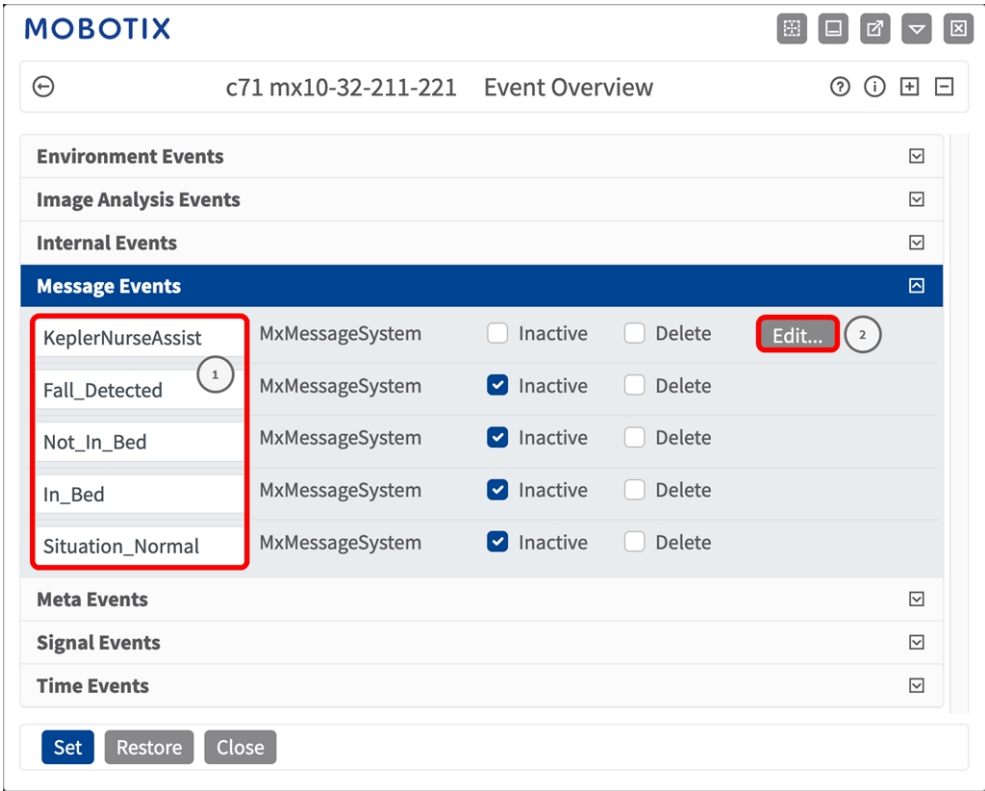 MOBOTIX
c71 mx10-32-211-221 Event Overview
Environment Events
Image Analysis Events
Internal Events
Message Events
KeplerNurseAssist MxMessageSystem Inactive Delete Edit... 2
1
Fall_Detected MxMessageSystem Inactive Delete
Not_In_Bed MxMessageSystem Inactive Delete
In_Bed MxMessageSystem Inactive Delete
Situation_Normal MxMessageSystem Inactive Delete
Meta Events
Signal Events
Time Events
Set Restore Close